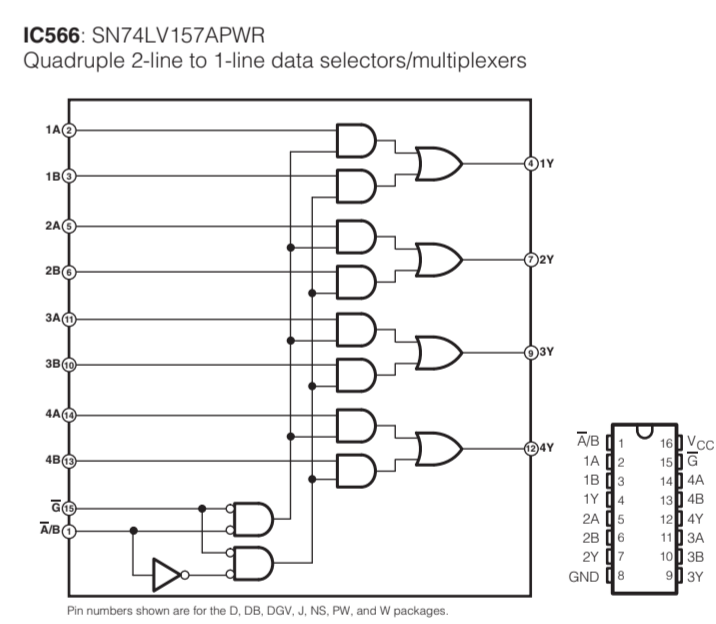 IC566: SN74LV157APWR
Quadruple 2-line to 1-line data selectors/multiplexers
1A 2
4 1Y
1B 3
2A 5
7 2Y
2B 6
3A 11
9 3Y
3B 10
4A 14
12 4Y
4B 13
G̅ 15
A̅/B 1
A̅/B 1 16 VCC
1A 2 15 G̅
1B 3 14 4A
1Y 4 13 4B
2A 5 12 4Y
2B 6 11 3A
2Y 7 10 3B
GND 8 9 3Y
Pin numbers shown are for the D, DB, DGV, J, NS, PW, and W packages.